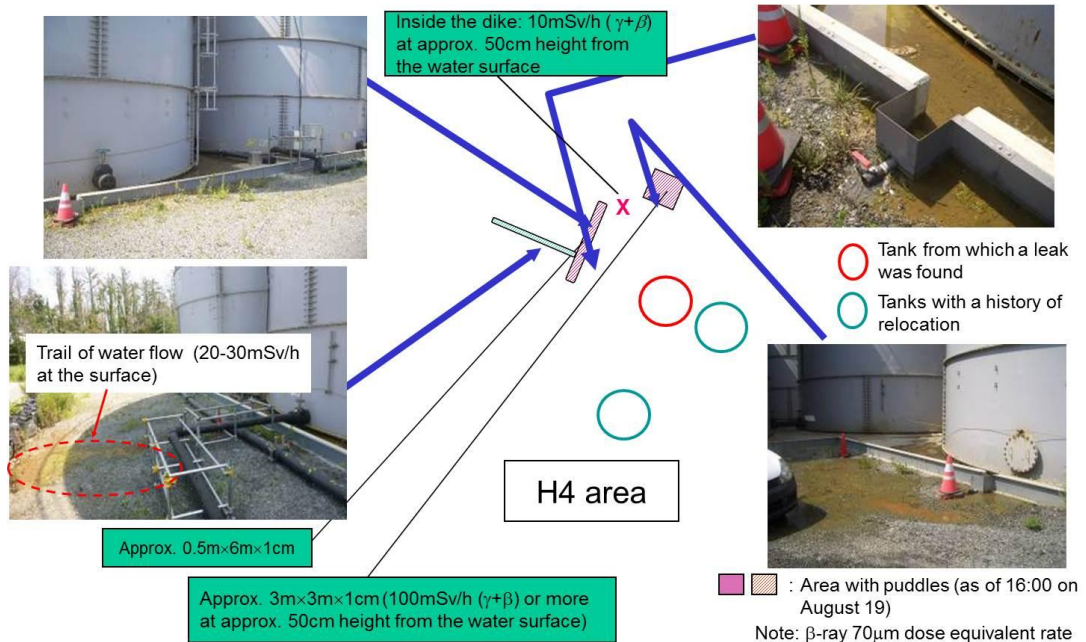 Inside the dike: 10mSv/h (γ+β)
at approx. 50cm height from
the water surface
X
Tank from which a leak
was found
Tanks with a history of
relocation
Trail of water flow (20-30mSv/h
at the surface)
H4 area
Approx. 0.5m×6m×1cm
Approx. 3m×3m×1cm (100mSv/h (γ+β) or more
at approx. 50cm height from the water surface)
: Area with puddles (as of 16:00 on
August 19)
Note: β-ray 70μm dose equivalent rate